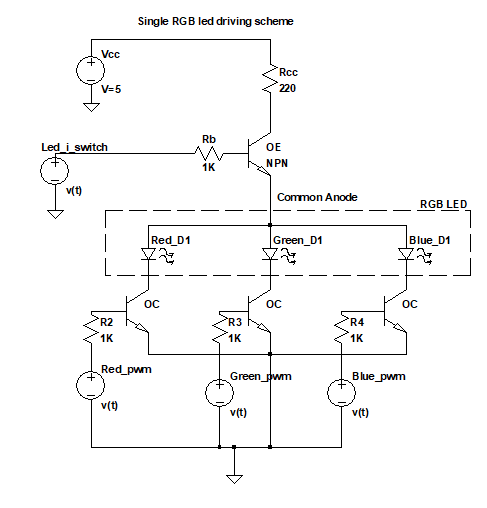 Single RGB led driving scheme
Vcc
V=5
Rcc
220
Led_i_switch
v(t)
Rb
1K
OE
NPN
Common Anode
RGB LED
Red_D1
Green_D1
Blue_D1
OC
OC
OC
R2
1K
R3
1K
R4
1K
Red_pwm
v(t)
Green_pwm
v(t)
Blue_pwm
v(t)